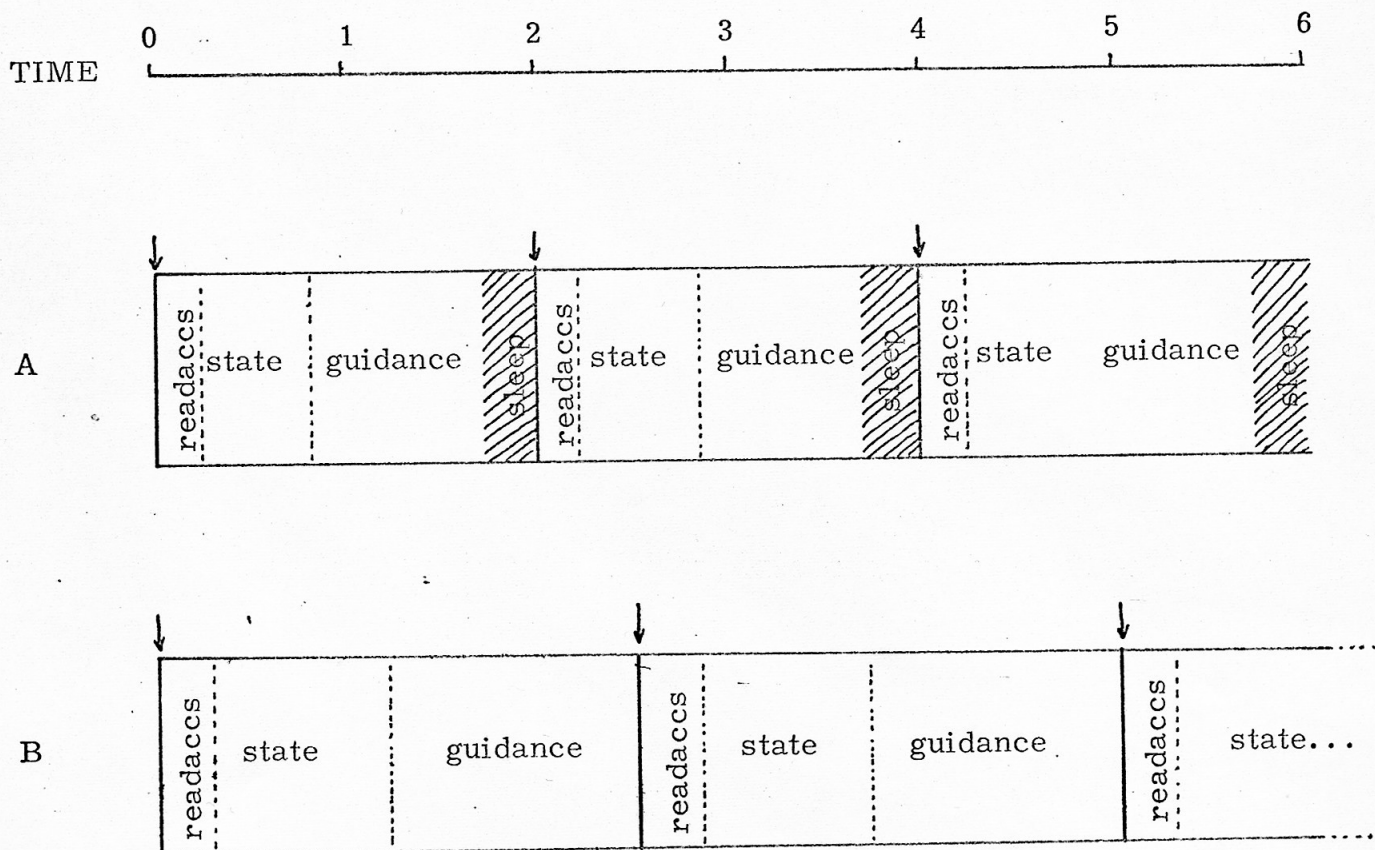 0 1 2 3 4 5 6
TIME
A
readaccs state guidance sleep readaccs state guidance sleep readaccs state guidance sleep
B
readaccs state guidance readaccs state guidance readaccs state...